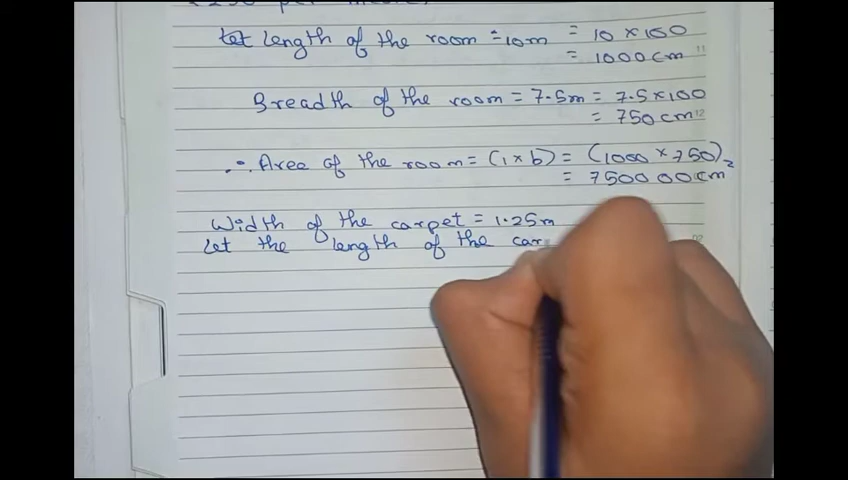 Let Length of the room = 10m = 10 × 100
= 1000 cm
Breadth of the room = 7.5m = 7.5×100
= 750 cm
∴ Area of the room = (l × b) = (1000 × 750)
= 750000 cm²
Width of the carpet = 1.25m
Let the length of the car